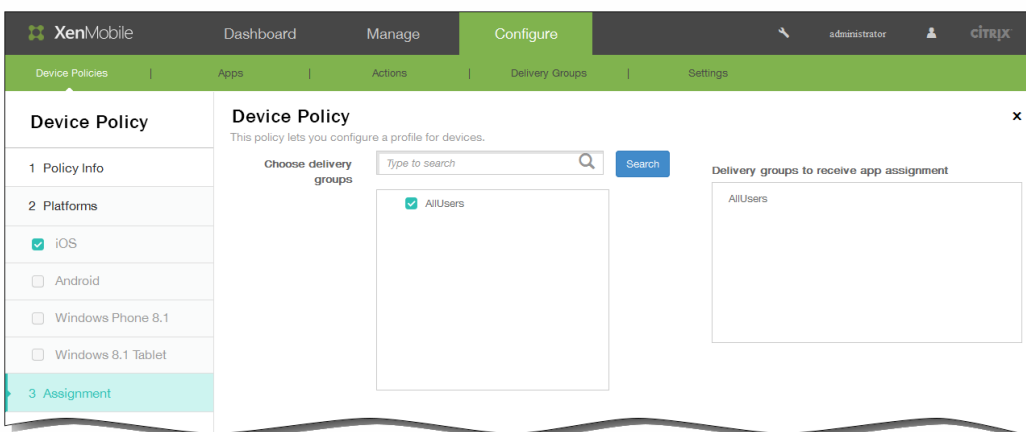 XenMobile Dashboard Manage Configure administrator CİTRIX
Device Policies | Apps | Actions | Delivery Groups | Settings
Device Policy
1 Policy Info
2 Platforms
iOS
Android
Windows Phone 8.1
Windows 8.1 Tablet
3 Assignment
Device Policy x
This policy lets you configure a profile for devices.
Choose delivery
groups
Type to search Search
AllUsers
Delivery groups to receive app assignment
AllUsers